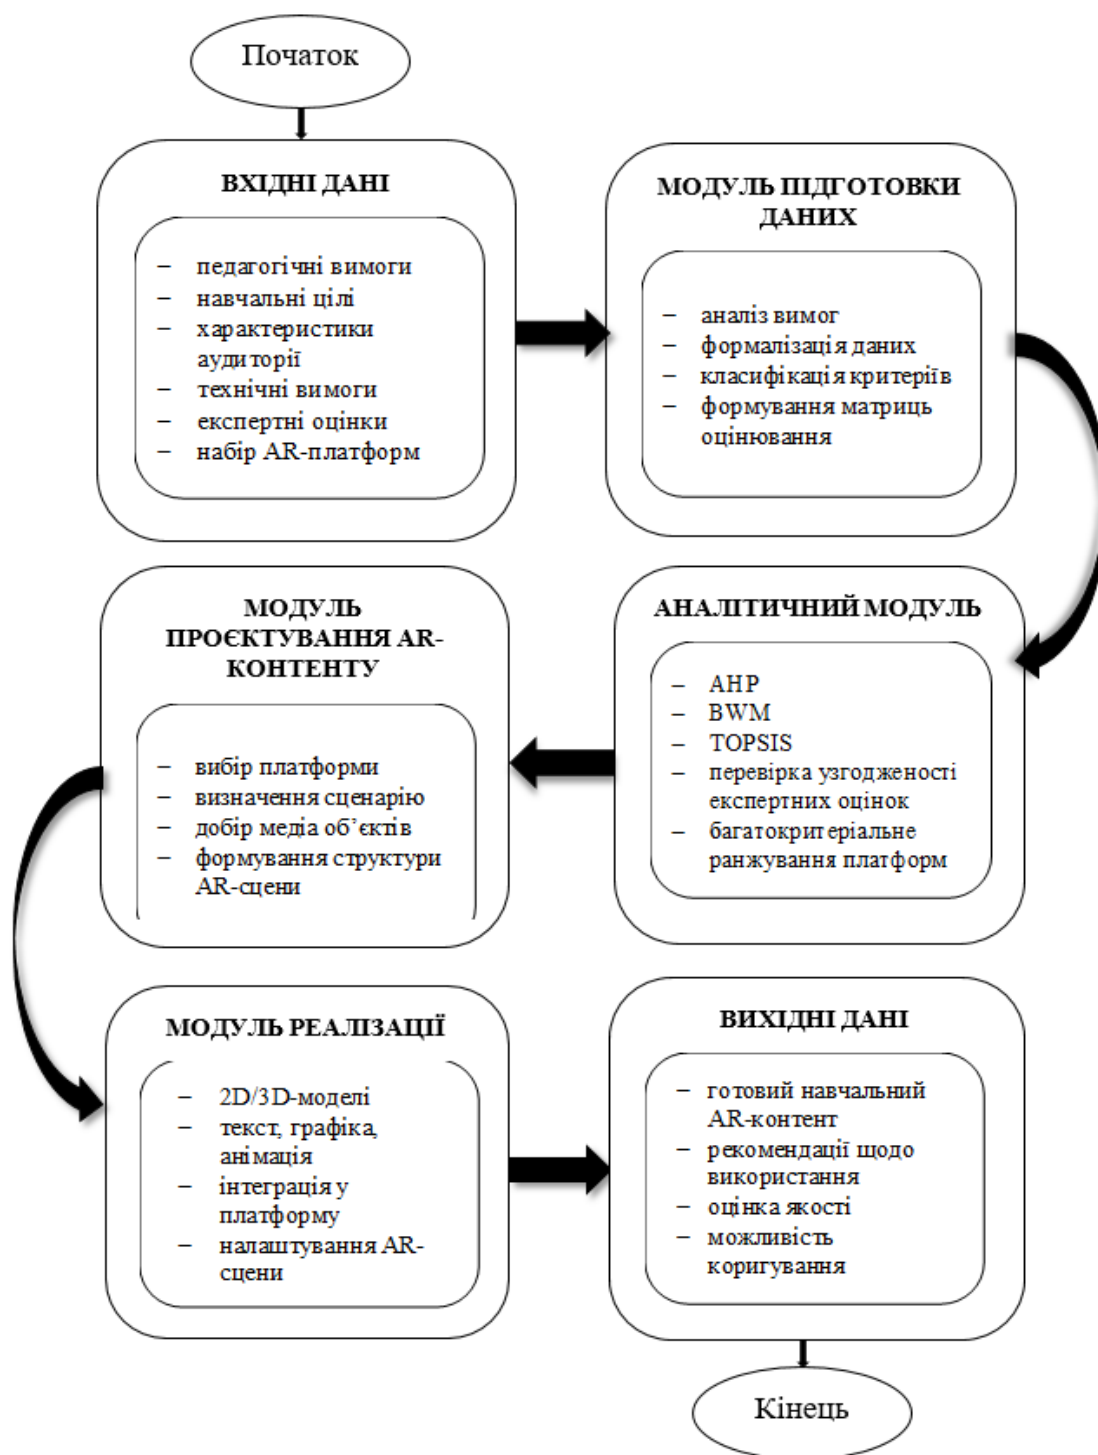 Початок
ВХІДНІ ДАНІ
– педагогічні вимоги
– навчальні цілі
– характеристики
аудиторії
– технічні вимоги
– експертні оцінки
– набір AR-платформ
МОДУЛЬ ПІДГОТОВКИ
ДАНИХ
– аналіз вимог
– формалізація даних
– класифікація критеріїв
– формування матриць
оцінювання
АНАЛІТИЧНИЙ МОДУЛЬ
– AHP
– BWM
– TOPSIS
– перевірка узгодженості
експертних оцінок
– багатокритеріальне
ранжування платформ
МОДУЛЬ
ПРОЄКТУВАННЯ AR-
КОНТЕНТУ
– вибір платформи
– визначення сценарію
– добір медіа об’єктів
– формування структури
AR-сцени
МОДУЛЬ РЕАЛІЗАЦІЇ
– 2D/3D-моделі
– текст, графіка,
анімація
– інтеграція у
платформу
– налаштування AR-
сцени
ВИХІДНІ ДАНІ
– готовий навчальний
AR-контент
– рекомендації щодо
використання
– оцінка якості
– можливість
коригування
Кінець